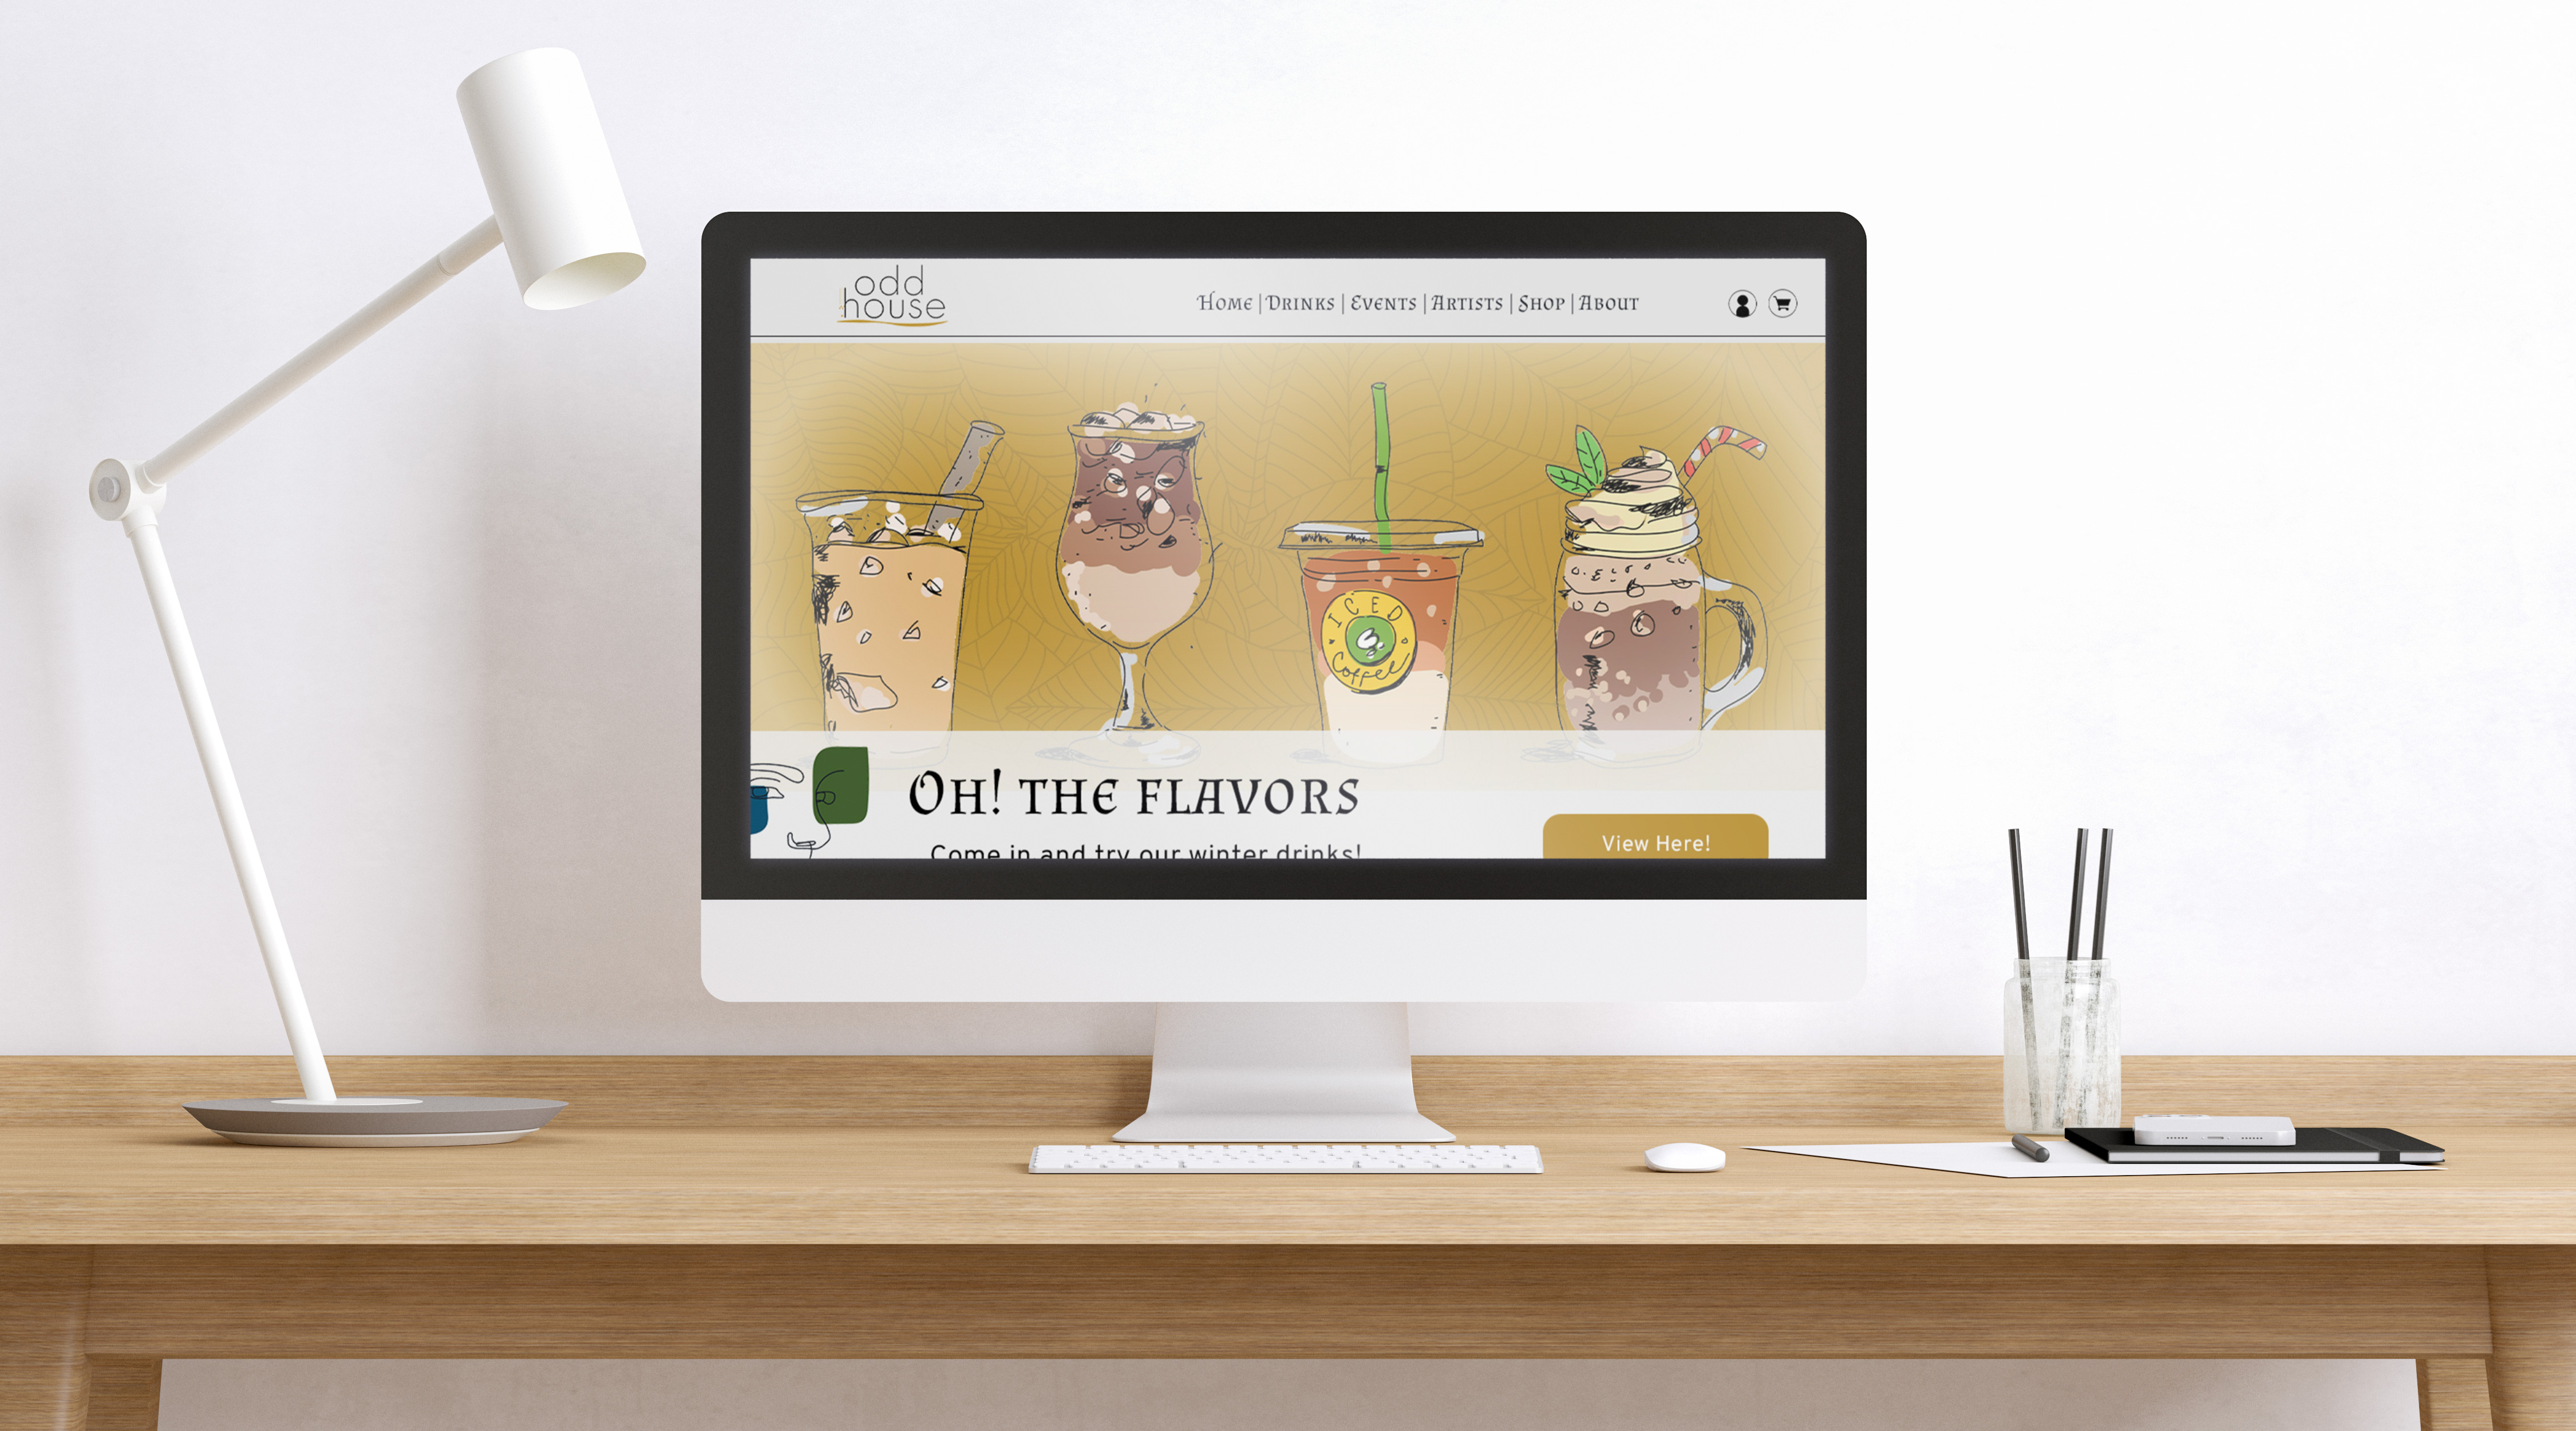 odd
house
Home | Drinks | Events | Artists | Shop | About
ICED
Coffee
Oh! the flavors
Come in and try our winter drinks!
View Here!